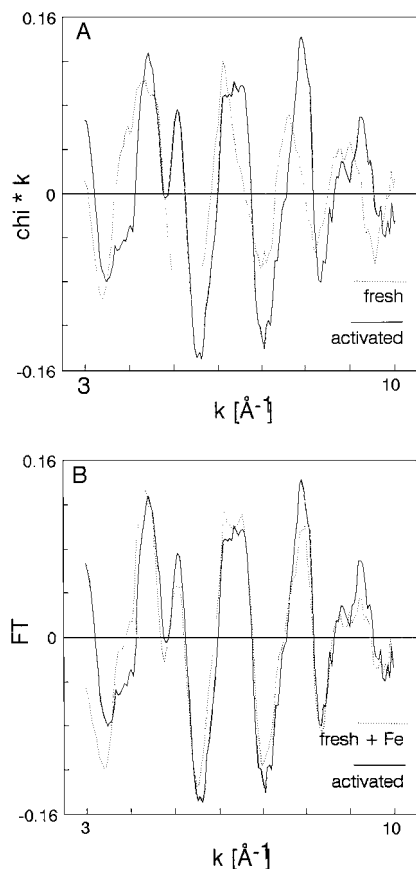 0.16
A
chi * k
0
fresh
activated
-0.16
3
10
k [Å-1]
0.16
B
FT
0
fresh + Fe
activated
-0.16
3
10
k [Å-1]